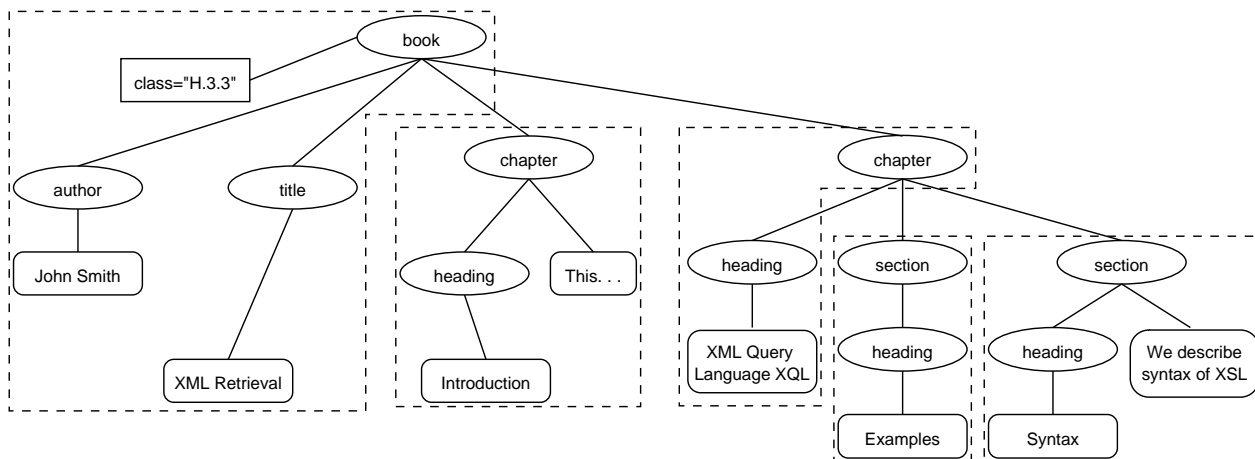 book
class="H.3.3"
chapter
chapter
author
title
heading
This. . .
heading
section
section
John Smith
XML Retrieval
Introduction
XML Query
Language XQL
heading
heading
We describe
syntax of XSL
Examples
Syntax